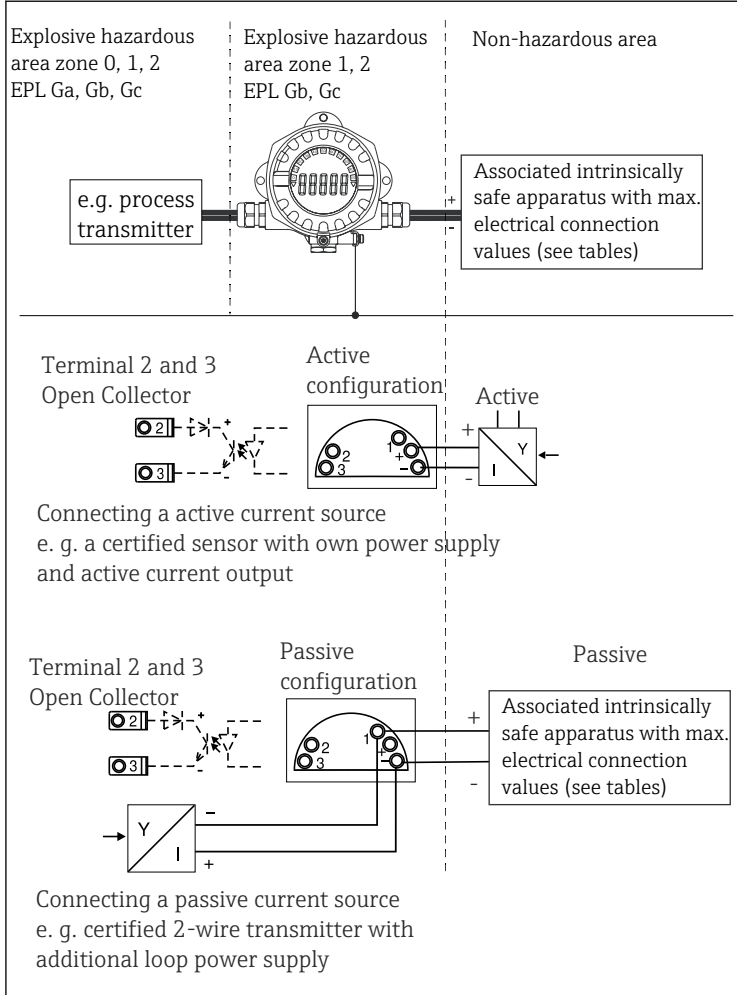 Explosive hazardous
area zone 0, 1, 2
EPL Ga, Gb, Gc
Explosive hazardous
area zone 1, 2
EPL Gb, Gc
Non-hazardous area
e.g. process
transmitter
+
-
Associated intrinsically
safe apparatus with max.
electrical connection
values (see tables)
Terminal 2 and 3
Open Collector
2
+
3
-
Active
configuration
1
+
2
3
-
Active
+
-
Y
I
Connecting a active current source
e. g. a certified sensor with own power supply
and active current output
Terminal 2 and 3
Open Collector
2
+
3
-
Passive
configuration
1
+
2
3
-
Passive
+
-
Associated intrinsically
safe apparatus with max.
electrical connection
values (see tables)
Y
I
-
+
Connecting a passive current source
e. g. certified 2-wire transmitter with
additional loop power supply